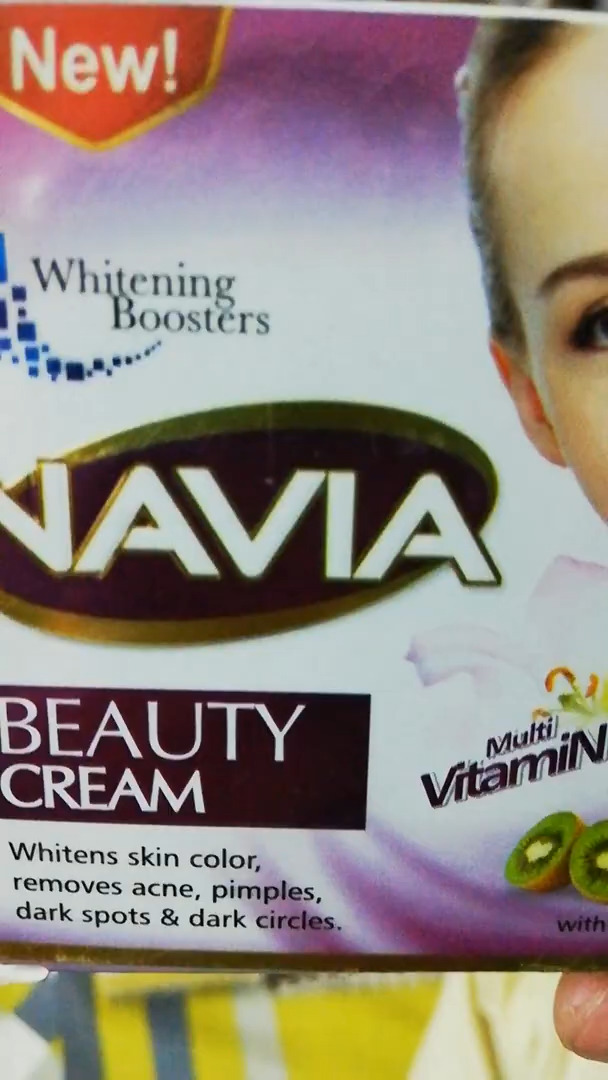 New!
Whitening
Boosters
NAVIA
BEAUTY
CREAM
Multi
VitamiN
Whitens skin color,
removes acne, pimples,
dark spots & dark circles.
with